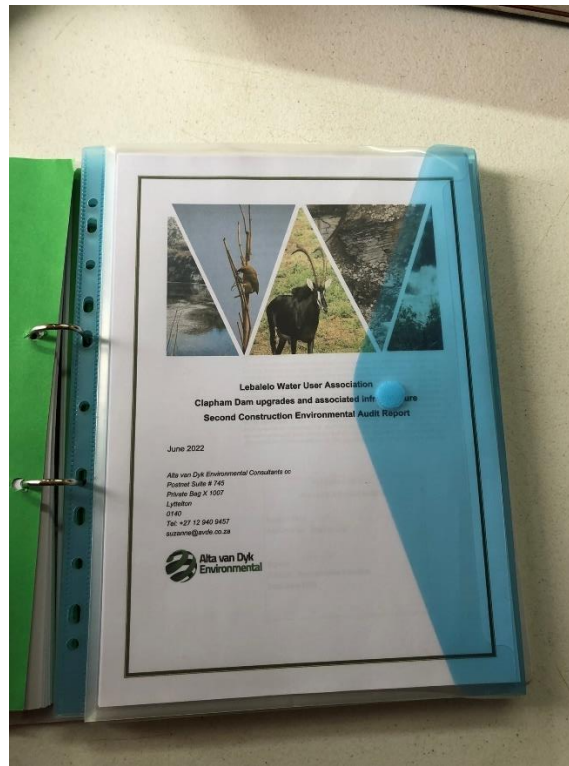 Lebalelo Water User Association
Clapham Dam upgrades and associated infr ure
Second Construction Environmental Audit Report
June 2022
Alta van Dyk Environmental Consultants cc
Postnet Suite # 745
Private Bag X 1007
Lyttelton
0140
Tel: +27 12 940 9457
suzanne@avde.co.za
Alta van Dyk
Environmental